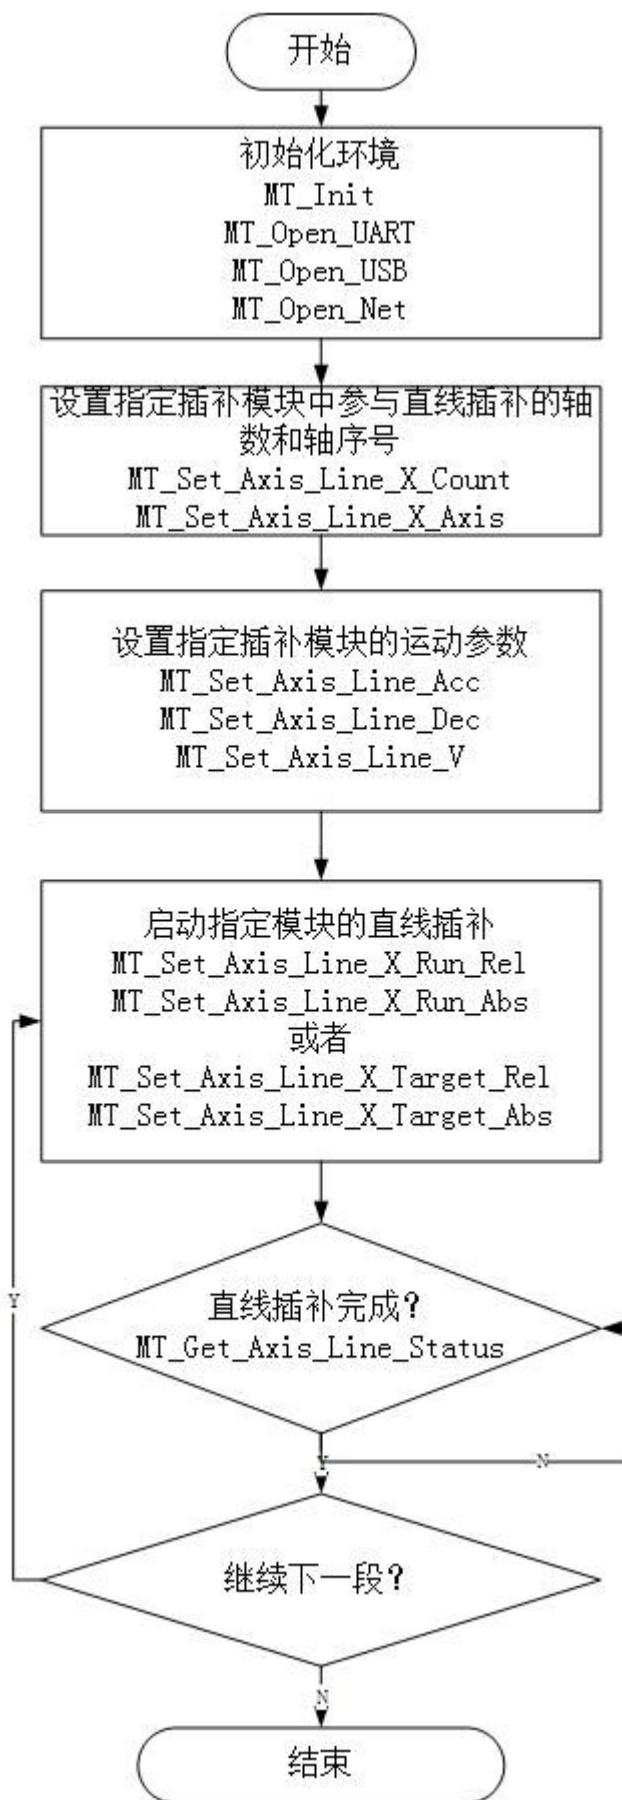 开始
初始化环境
MT_Init
MT_Open_UART
MT_Open_USB
MT_Open_Net
设置指定插补模块中参与直线插补的轴
数和轴序号
MT_Set_Axis_Line_X_Count
MT_Set_Axis_Line_X_Axis
设置指定插补模块的运动参数
MT_Set_Axis_Line_Acc
MT_Set_Axis_Line_Dec
MT_Set_Axis_Line_V
启动指定模块的直线插补
MT_Set_Axis_Line_X_Run_Rel
MT_Set_Axis_Line_X_Run_Abs
或者
MT_Set_Axis_Line_X_Target_Rel
MT_Set_Axis_Line_X_Target_Abs
Y
直线插补完成?
MT_Get_Axis_Line_Status
Y
N
继续下一段?
N
结束